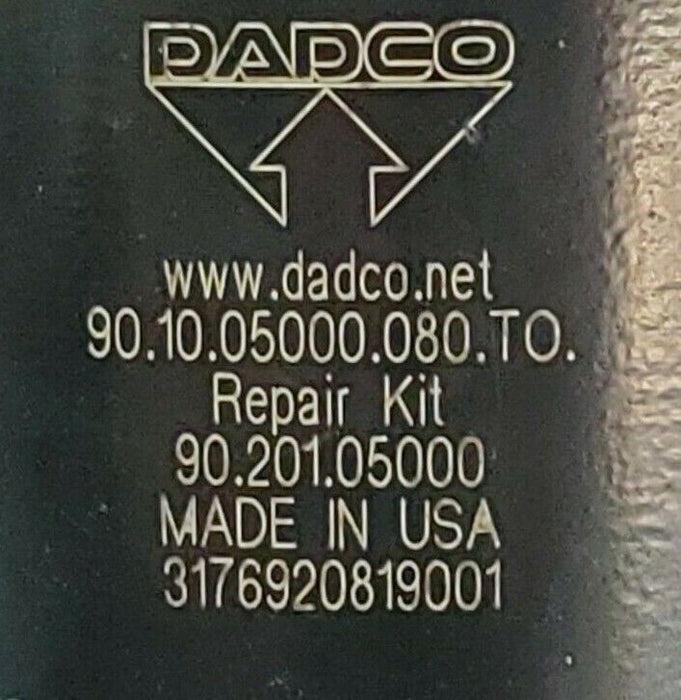 DADCO
www.dadco.net
90.10.05000.080.TO.
Repair Kit
90.201.05000
MADE IN USA
3176920819001